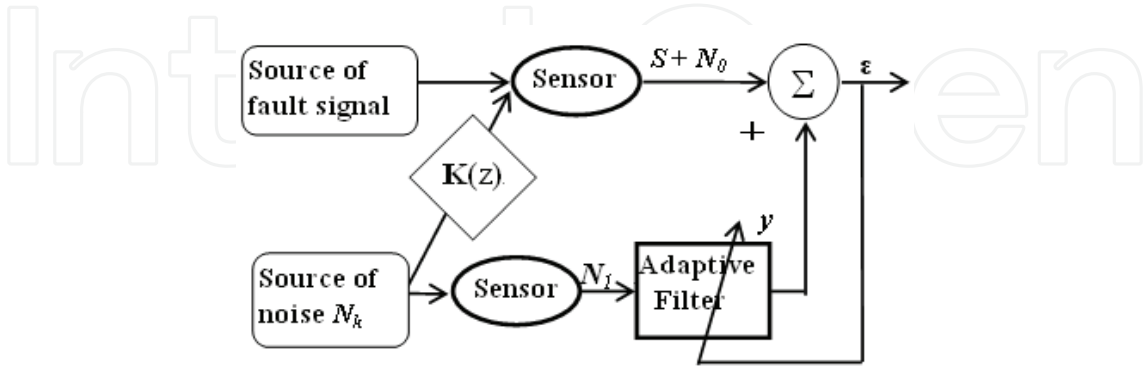 Source of
fault signal
Sensor
S + N₀
Σ
ε
+
K(z).
Source of
noise Nₖ
Sensor
N₁
y
Adaptive
Filter